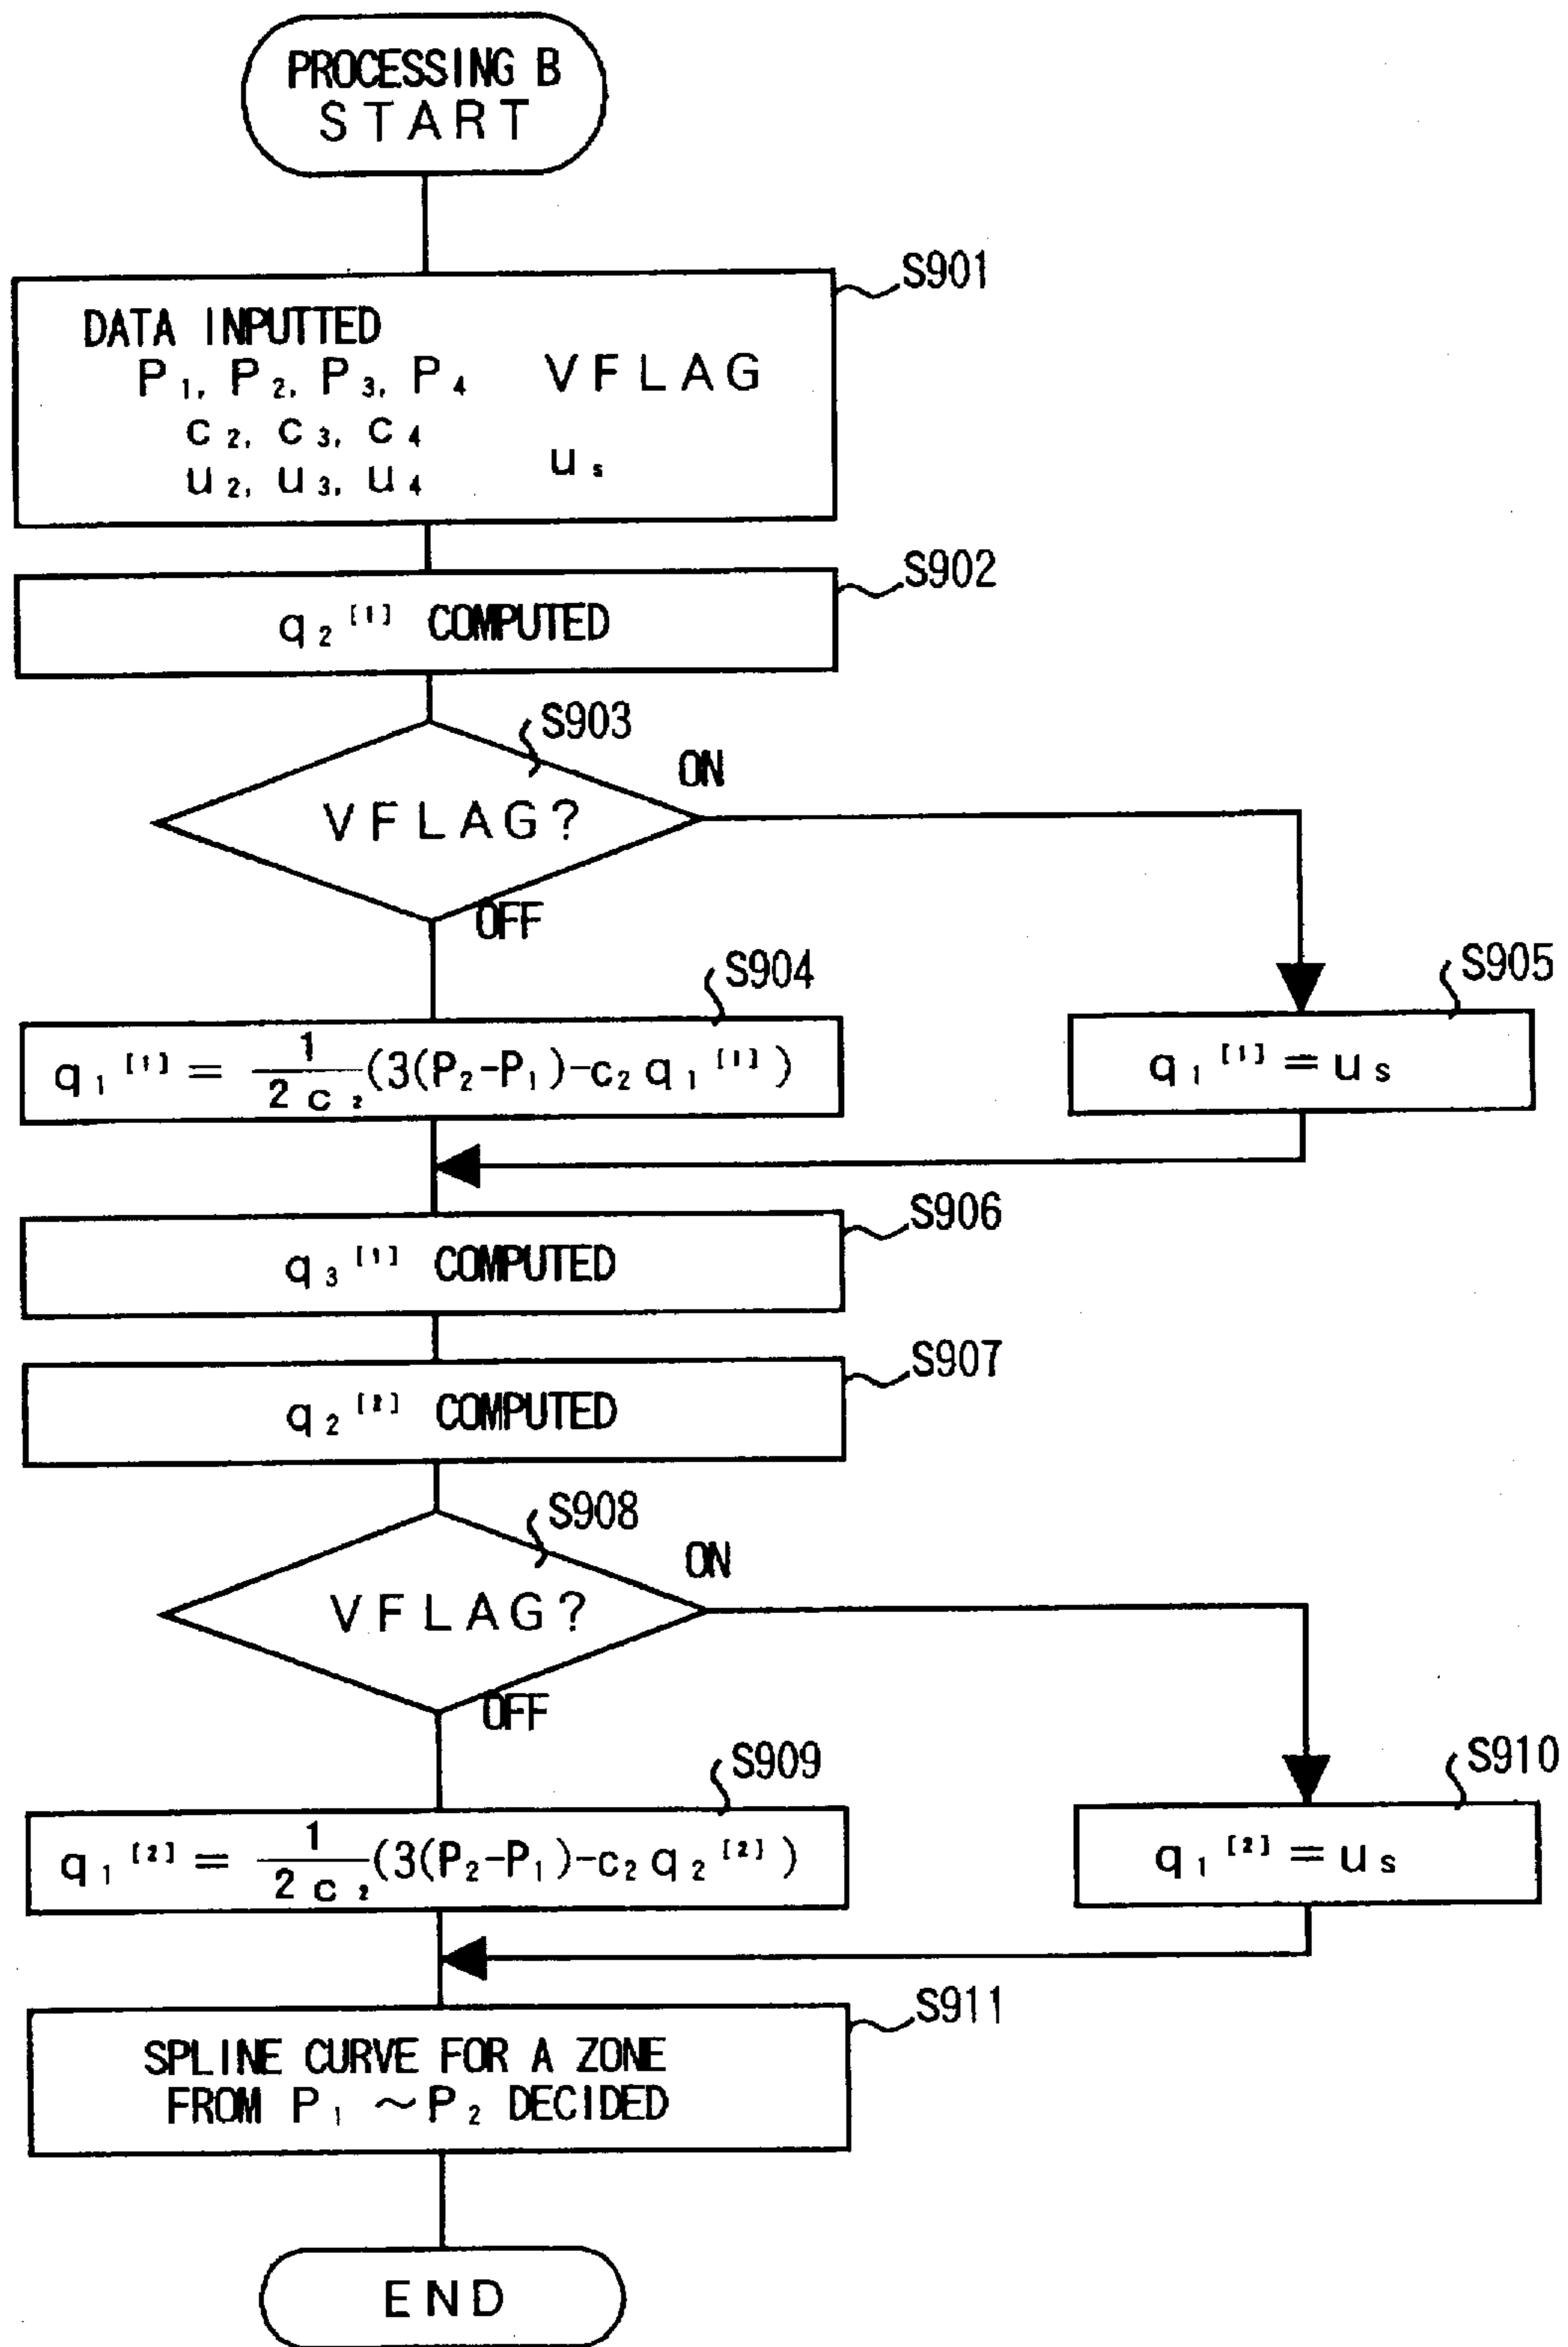 PROCESSING B
START
S901
DATA INPUTTED
P₁, P₂, P₃, P₄ VFLAG
c₂, c₃, c₄
u₂, u₃, u₄ uₛ
S902
q₂[1] COMPUTED
S903
VFLAG?
ON
OFF
S904
q₁[1] = 1/2c₂ (3(P₂-P₁)-c₂q₁[1])
S905
q₁[1] = uₛ
S906
q₃[1] COMPUTED
S907
q₂[2] COMPUTED
S908
VFLAG?
ON
OFF
S909
q₁[2] = 1/2c₂ (3(P₂-P₁)-c₂q₂[2])
S910
q₁[2] = uₛ
S911
SPLINE CURVE FOR A ZONE
FROM P₁ ~P₂ DECIDED
END